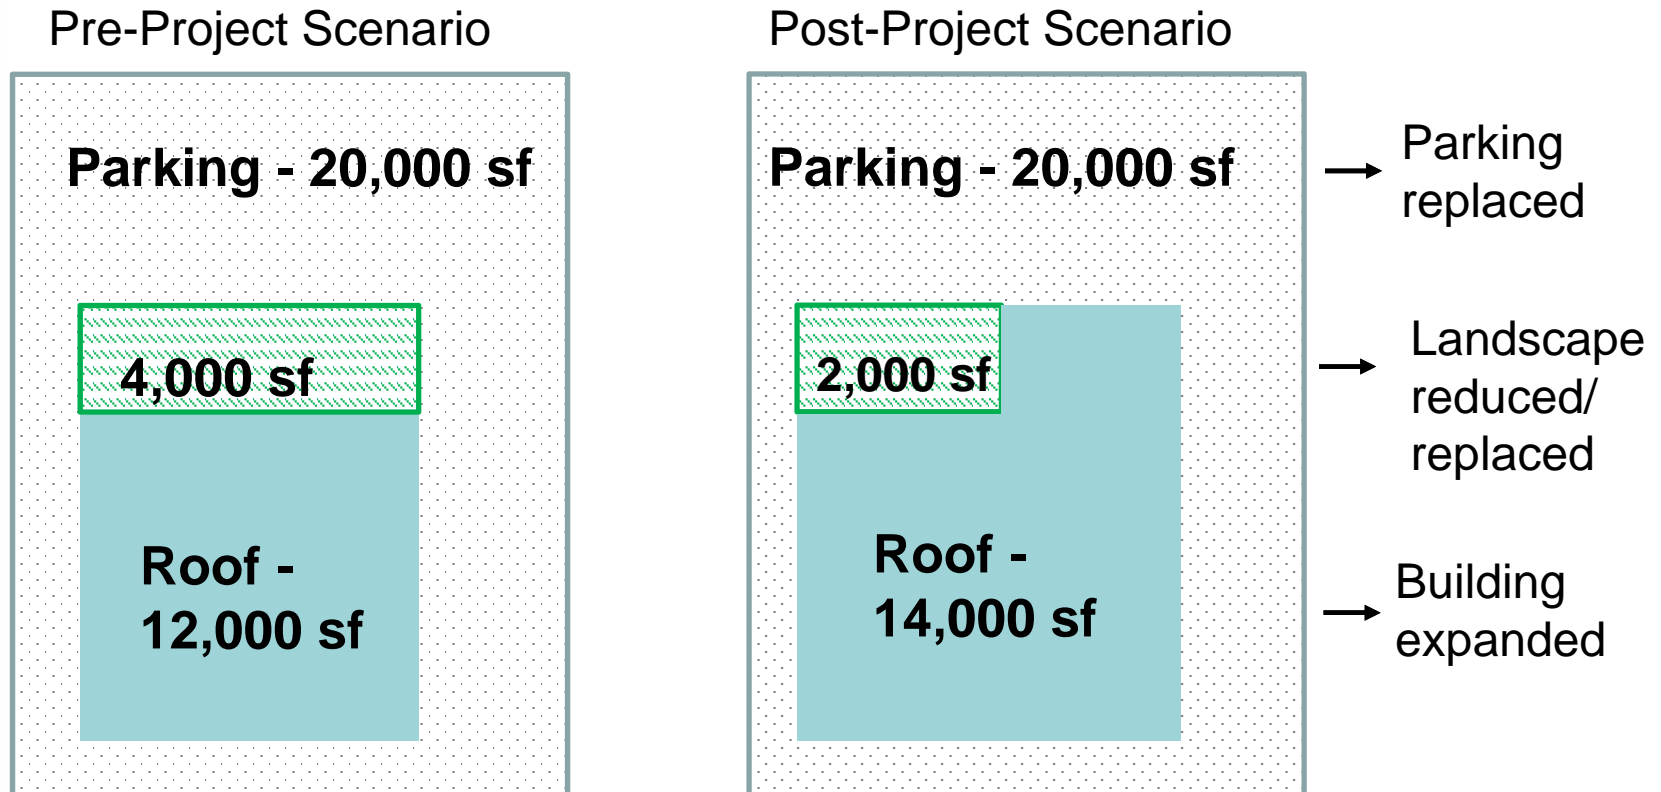 Pre-Project Scenario
Post-Project Scenario
Parking - 20,000 sf
4,000 sf
Roof -
12,000 sf
Parking - 20,000 sf
2,000 sf
Roof -
14,000 sf
Parking
replaced
Landscape
reduced/
replaced
Building
expanded